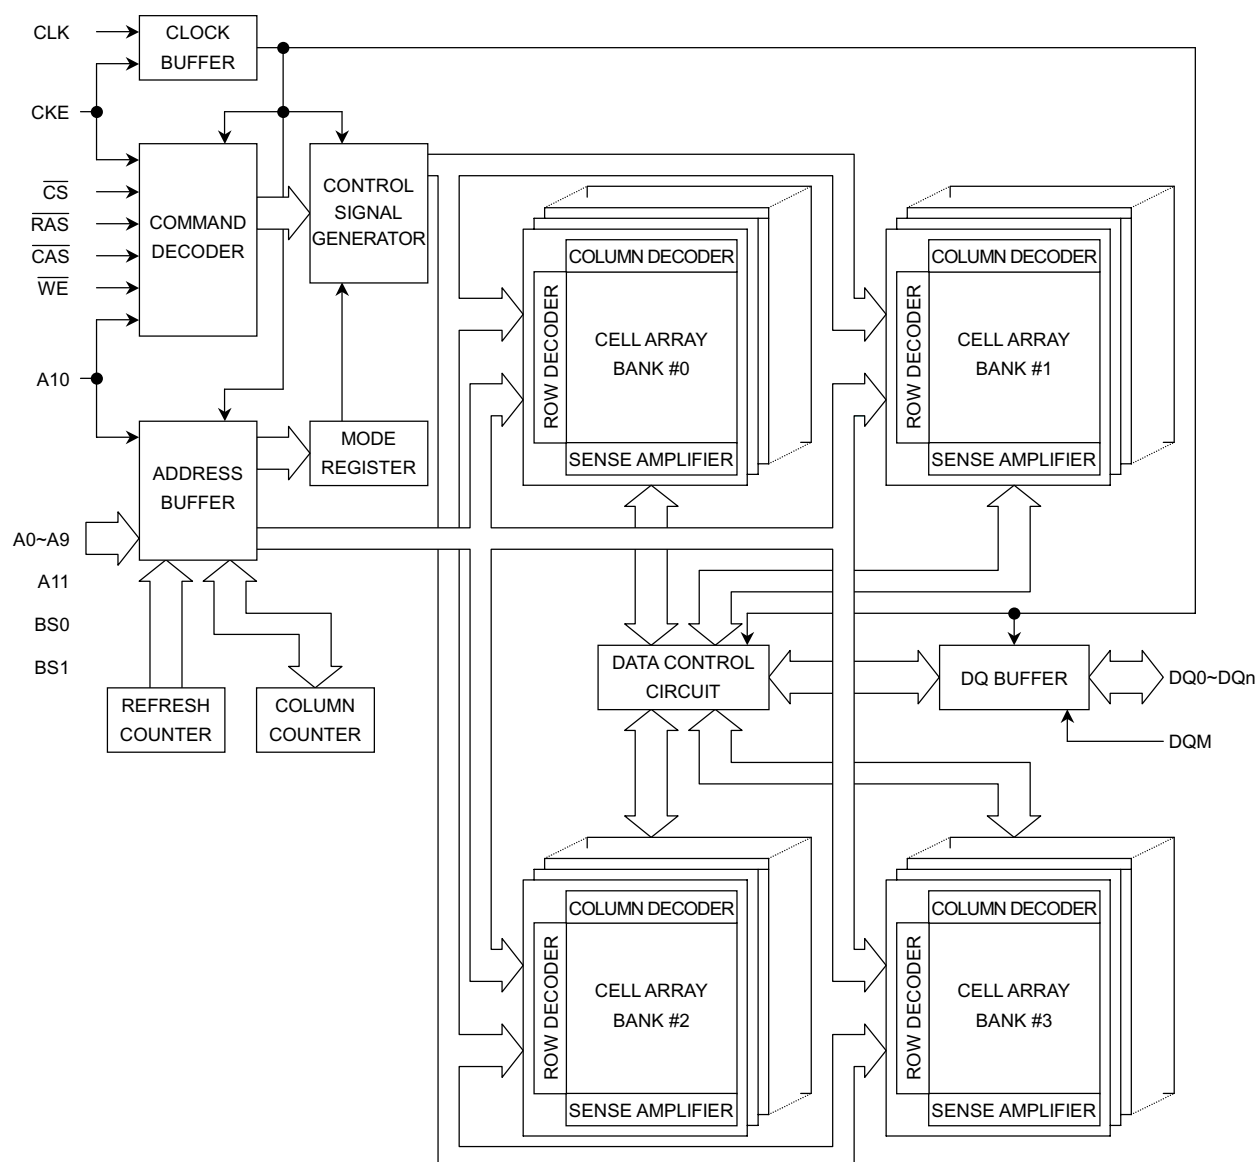 CLK
CLOCK
BUFFER
CKE
CS
RAS
CAS
WE
COMMAND
DECODER
CONTROL
SIGNAL
GENERATOR
A10
ADDRESS
BUFFER
MODE
REGISTER
A0~A9
A11
BS0
BS1
REFRESH
COUNTER
COLUMN
COUNTER
COLUMN DECODER
ROW DECODER
CELL ARRAY
BANK #0
SENSE AMPLIFIER
COLUMN DECODER
ROW DECODER
CELL ARRAY
BANK #1
SENSE AMPLIFIER
DATA CONTROL
CIRCUIT
DQ BUFFER
DQ0~DQn
DQM
COLUMN DECODER
ROW DECODER
CELL ARRAY
BANK #2
SENSE AMPLIFIER
COLUMN DECODER
ROW DECODER
CELL ARRAY
BANK #3
SENSE AMPLIFIER